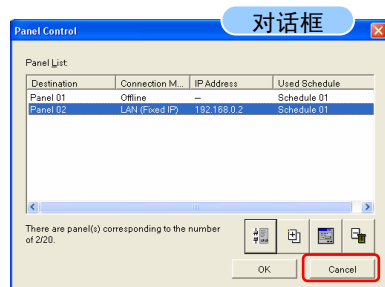 对话框
Panel Control
Panel List:
Destination Connection M... IP Address Used Schedule
Panel 01 Offline – Schedule 01
Panel 02 LAN (Fixed IP) 192.168.0.2 Schedule 01
There are panel(s) corresponding to the number
of 2/20.
OK Cancel